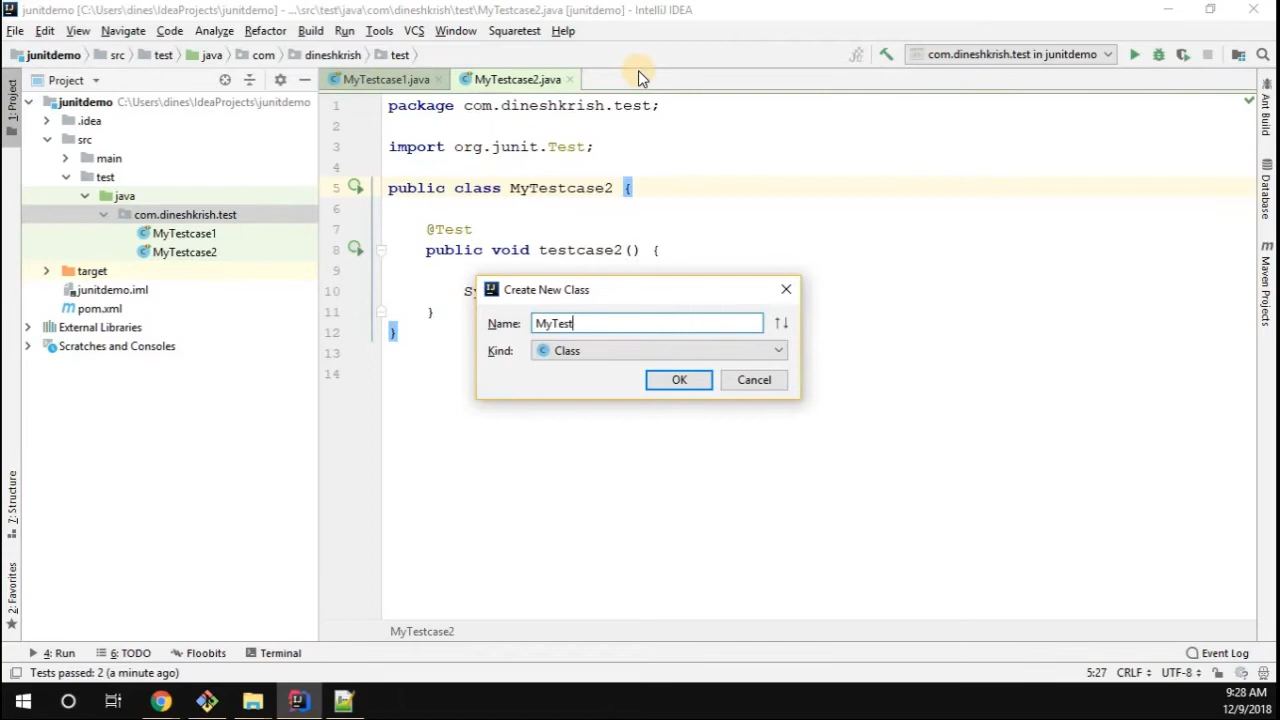 junitdemo [C:\Users\dines\IdeaProjects\junitdemo] - ...\src\test\java\com\dineshkrish\test\MyTestcase2.java [junitdemo] - IntelliJ IDEA
File Edit View Navigate Code Analyze Refactor Build Run Tools VCS Window Squaretest Help
junitdemo src test java com dineshkrish test com.dineshkrish.test in junitdemo
1: Project
Project
MyTestcase1.java
MyTestcase2.java
junitdemo C:\Users\dines\IdeaProjects\junitdemo
.idea
src
main
test
java
com.dineshkrish.test
MyTestcase1
MyTestcase2
target
junitdemo.iml
pom.xml
External Libraries
Scratches and Consoles
1 package com.dineshkrish.test;
2
3 import org.junit.Test;
4
5 public class MyTestcase2 {
6
7 @Test
8 public void testcase2() {
9
10 Sy
11 }
12 }
13
14
Create New Class
Name: MyTest
Kind: Class
OK Cancel
Ant Build
Database
Maven Projects
7: Structure
2: Favorites
MyTestcase2
4: Run 6: TODO Floobits Terminal Event Log
Tests passed: 2 (a minute ago) 5:27 CRLF UTF-8
9:28 AM
12/9/2018